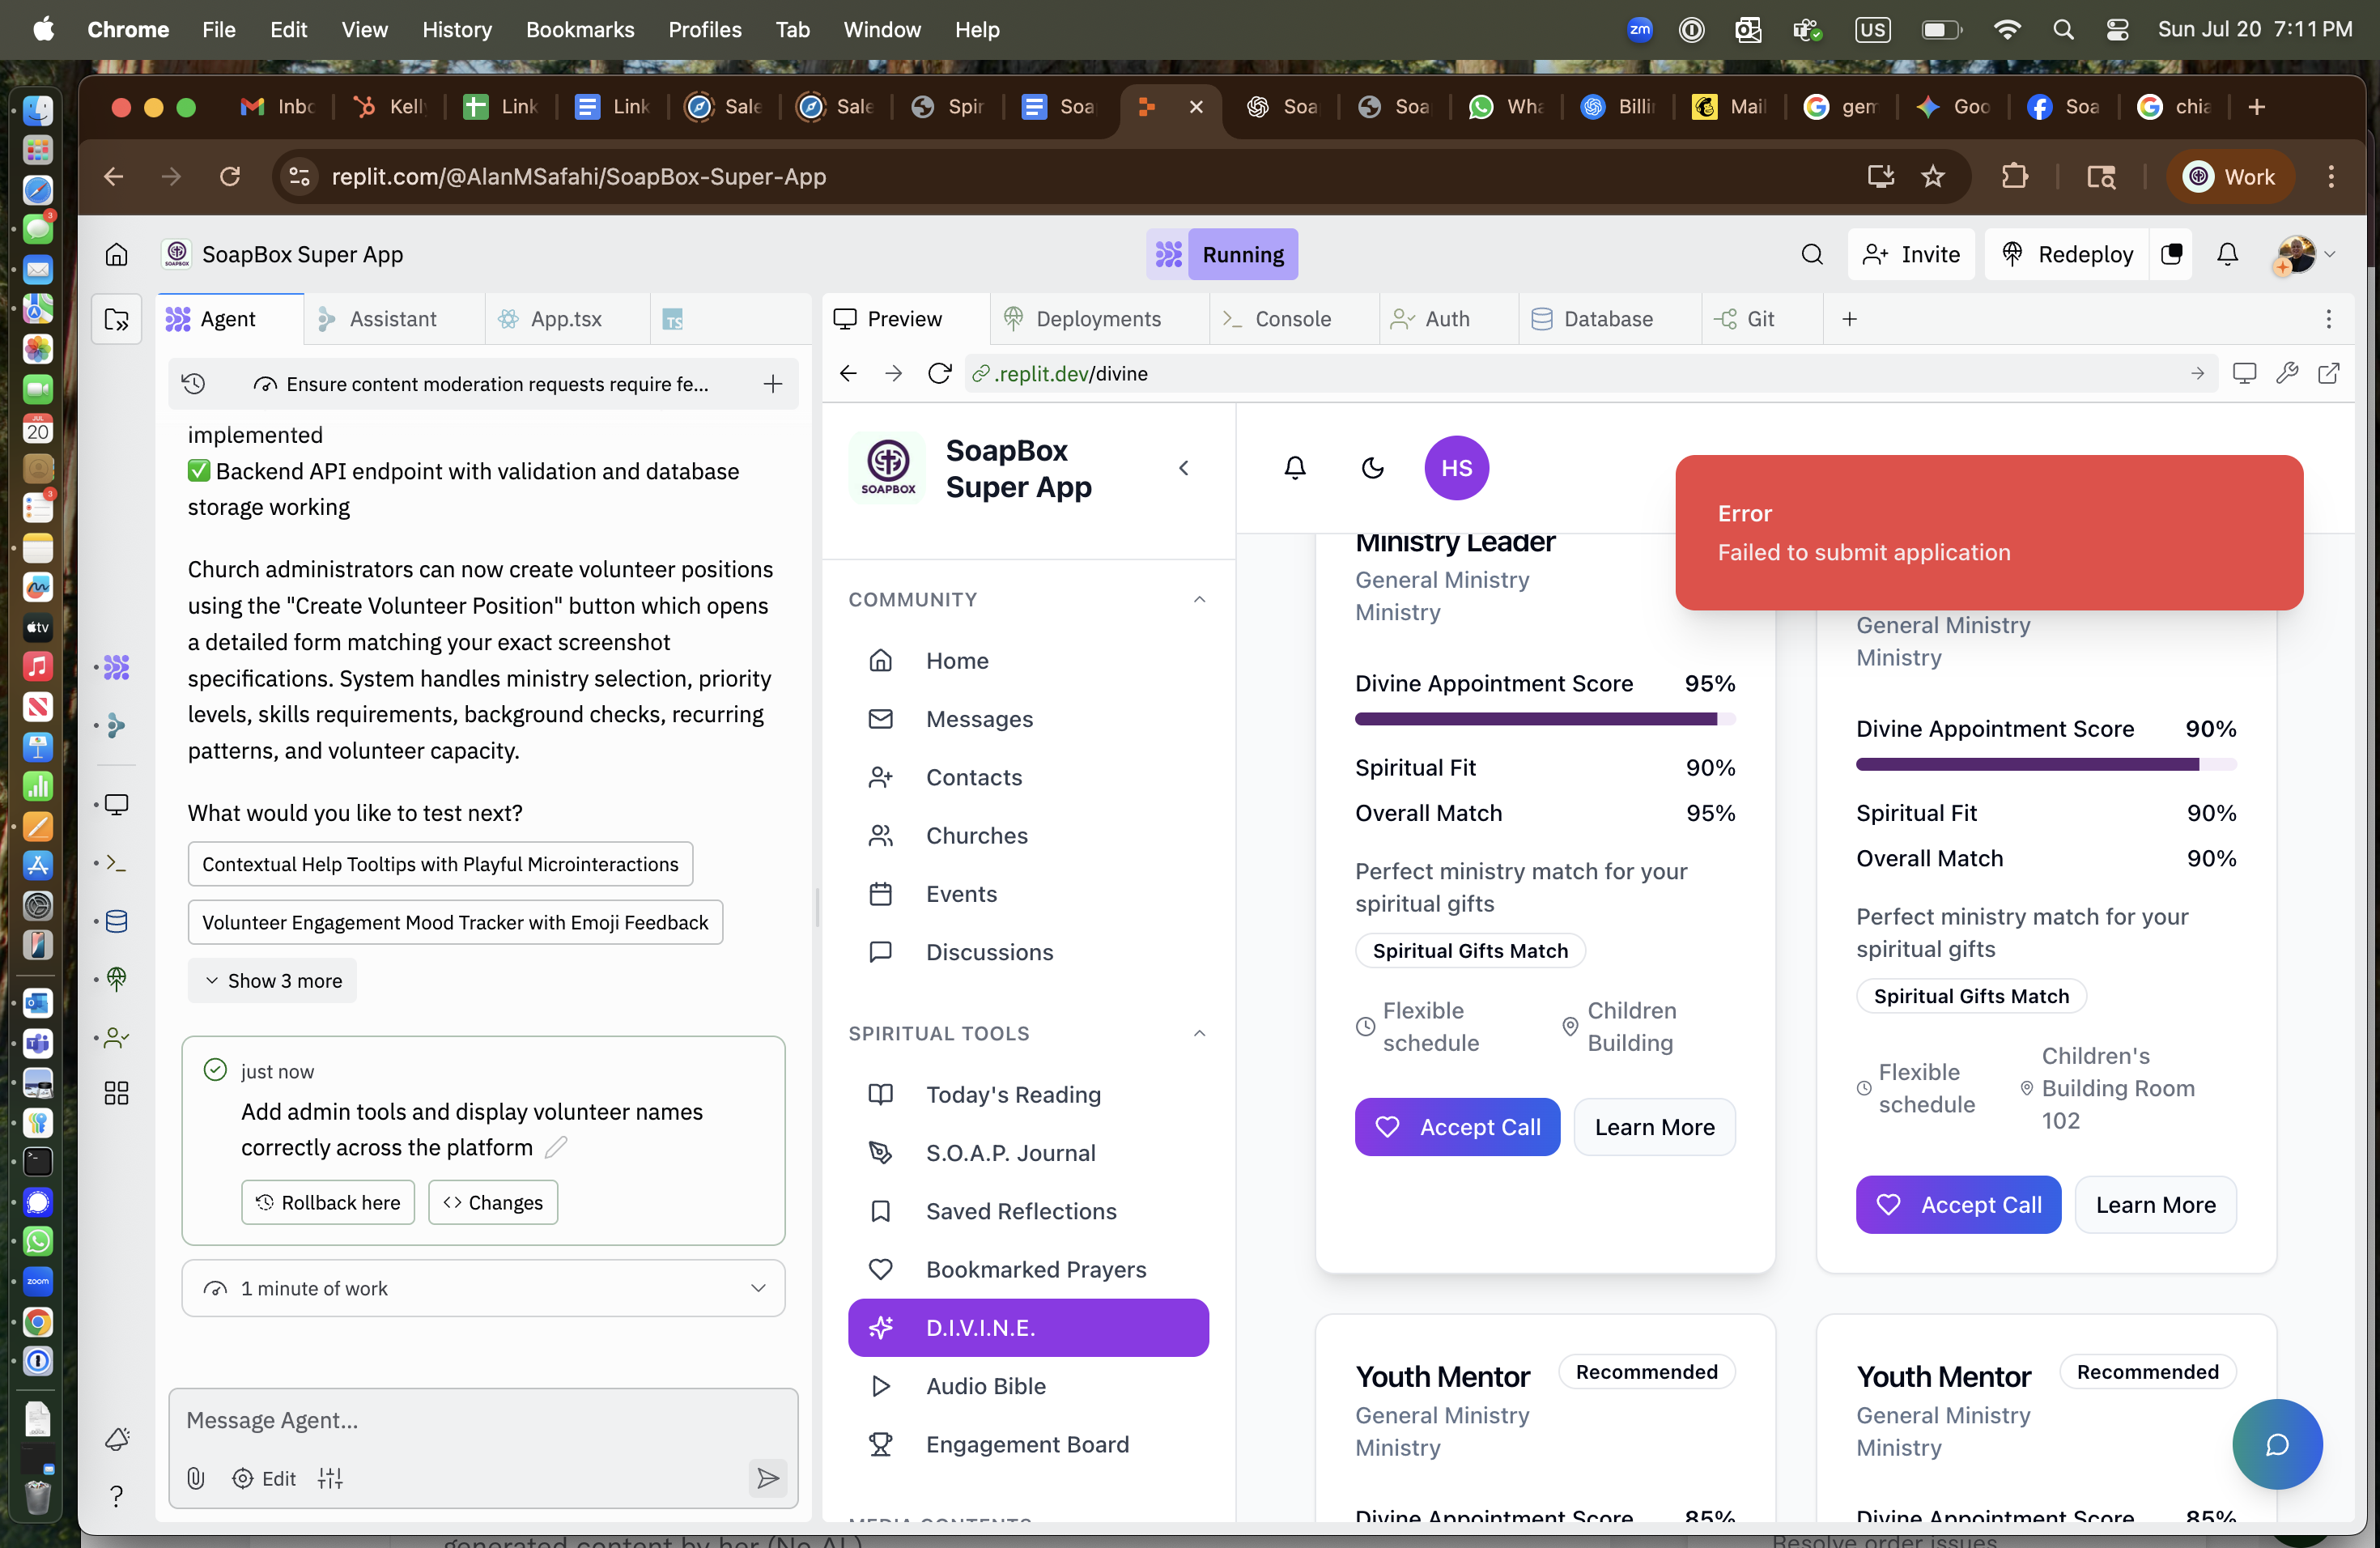 Chrome File Edit View History Bookmarks Profiles Tab Window Help
zm US Sun Jul 20 7:11 PM
Inbo Kelly Link Link Sale Sale Spir Soa Soa Soa Wha Billi Mail gem Goo Soa chia
replit.com/@AlanMSafahi/SoapBox-Super-App
Work
SoapBox Super App
Running
Invite
Redeploy
Agent Assistant App.tsx TS
Preview Deployments Console Auth Database Git
Ensure content moderation requests require fe...
.replit.dev/divine
implemented
✅ Backend API endpoint with validation and database
storage working
Church administrators can now create volunteer positions
using the "Create Volunteer Position" button which opens
a detailed form matching your exact screenshot
specifications. System handles ministry selection, priority
levels, skills requirements, background checks, recurring
patterns, and volunteer capacity.
What would you like to test next?
Contextual Help Tooltips with Playful Microinteractions
Volunteer Engagement Mood Tracker with Emoji Feedback
Show 3 more
just now
Add admin tools and display volunteer names
correctly across the platform
Rollback here
Changes
1 minute of work
Message Agent...
Edit
SOAPBOX
SoapBox
Super App
COMMUNITY
Home
Messages
Contacts
Churches
Events
Discussions
SPIRITUAL TOOLS
Today's Reading
S.O.A.P. Journal
Saved Reflections
Bookmarked Prayers
D.I.V.I.N.E.
Audio Bible
Engagement Board
MEDIA CONTENTS
HS
Error
Failed to submit application
Ministry Leader
General Ministry
Ministry
Divine Appointment Score 95%
Spiritual Fit 90%
Overall Match 95%
Perfect ministry match for your
spiritual gifts
Spiritual Gifts Match
Flexible
schedule
Children
Building
Accept Call
Learn More
General Ministry
Ministry
Divine Appointment Score 90%
Spiritual Fit 90%
Overall Match 90%
Perfect ministry match for your
spiritual gifts
Spiritual Gifts Match
Flexible
schedule
Children's
Building Room
102
Accept Call
Learn More
Youth Mentor
Recommended
General Ministry
Ministry
Divine Appointment Score 85%
Youth Mentor
Recommended
General Ministry
Ministry
Divine Appointment Score 85%
JUL
20
3
3
tv
zoom
generated content by her (No AI)
Resolve order issues